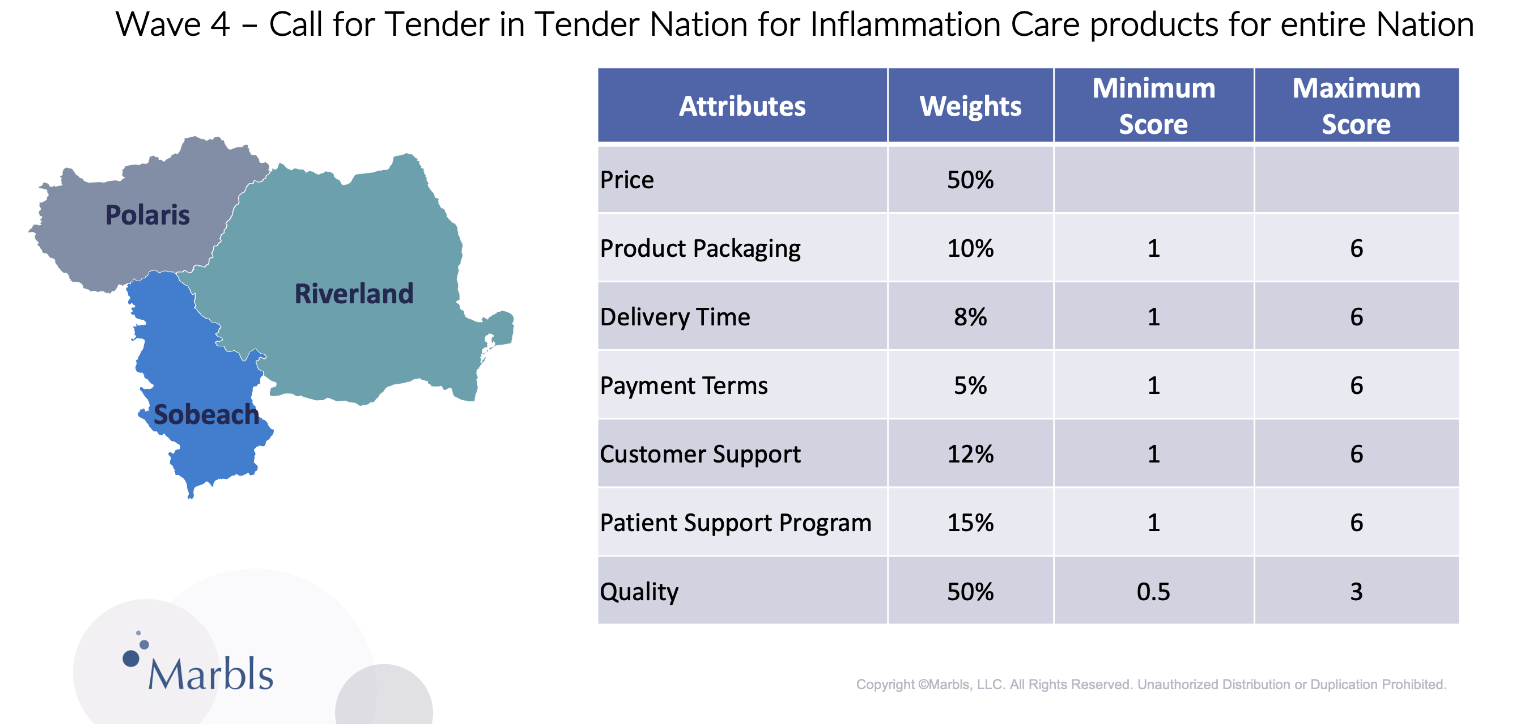 Wave 4 – Call for Tender in Tender Nation for Inflammation Care products for entire Nation
Polaris
Riverland
Sobeach
Attributes Weights Minimum Score Maximum Score
Price 50%
Product Packaging 10% 1 6
Delivery Time 8% 1 6
Payment Terms 5% 1 6
Customer Support 12% 1 6
Patient Support Program 15% 1 6
Quality 50% 0.5 3
Marbls
Copyright ©Marbls, LLC. All Rights Reserved. Unauthorized Distribution or Duplication Prohibited.